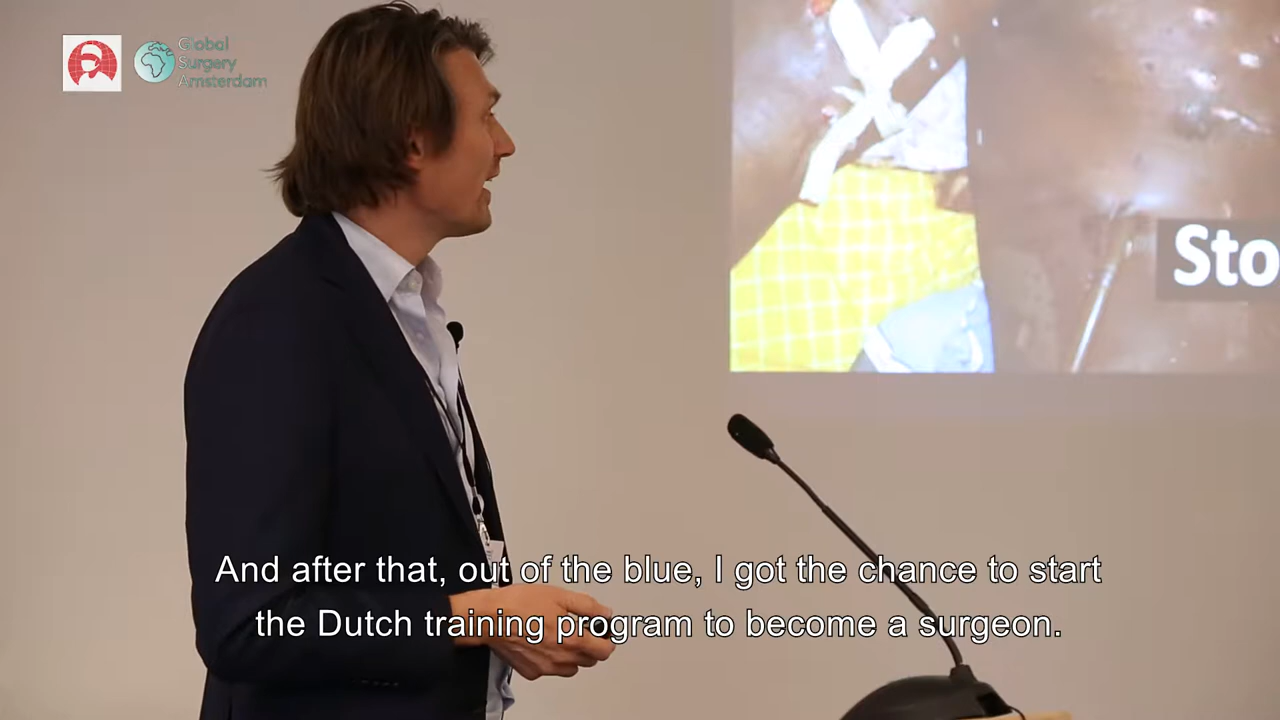 Global
Surgery
Amsterdam
Sto
And after that, out of the blue, I got the chance to start
the Dutch training program to become a surgeon.